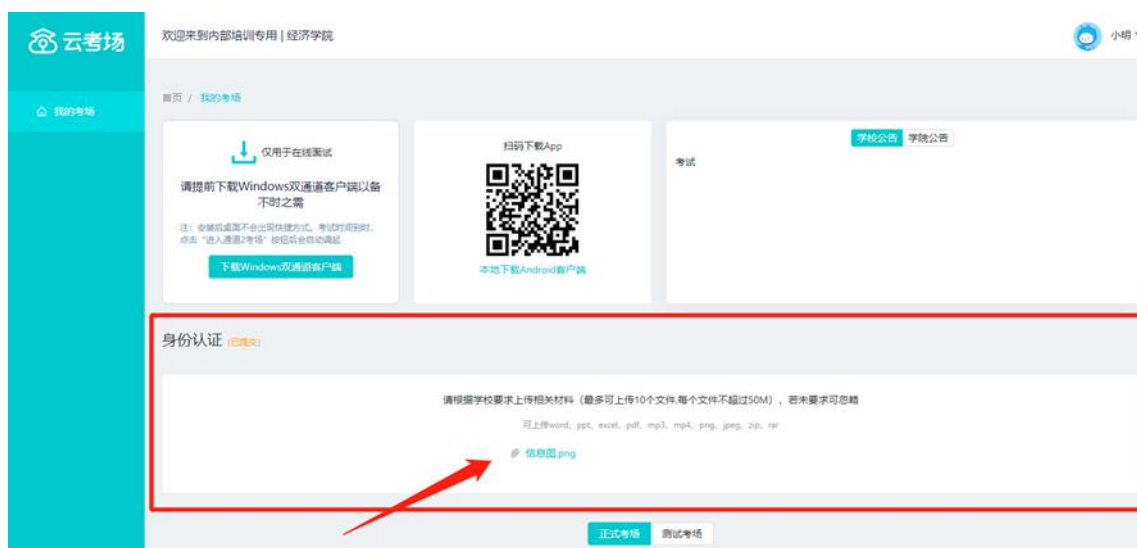 云考场
欢迎来到内部培训专用 | 经济学院
小明
我的考场
首页 / 我的考场
仅用于在线面试
请提前下载Windows双通道客户端以备
不时之需
注：安装后桌面不会出现快捷方式。考试时间到时，
点击“进入通道2考场”按钮后会自动调起
下载Windows双通道客户端
扫码下载App
本地下载Android客户端
学校公告 学院公告
考试
身份认证 (已提交)
请根据学校要求上传相关材料（最多可上传10个文件,每个文件不超过50M），若未要求可忽略
可上传word、ppt、excel、pdf、mp3、mp4、png、jpeg、zip、rar
信息图.png
正式考场 测试考场